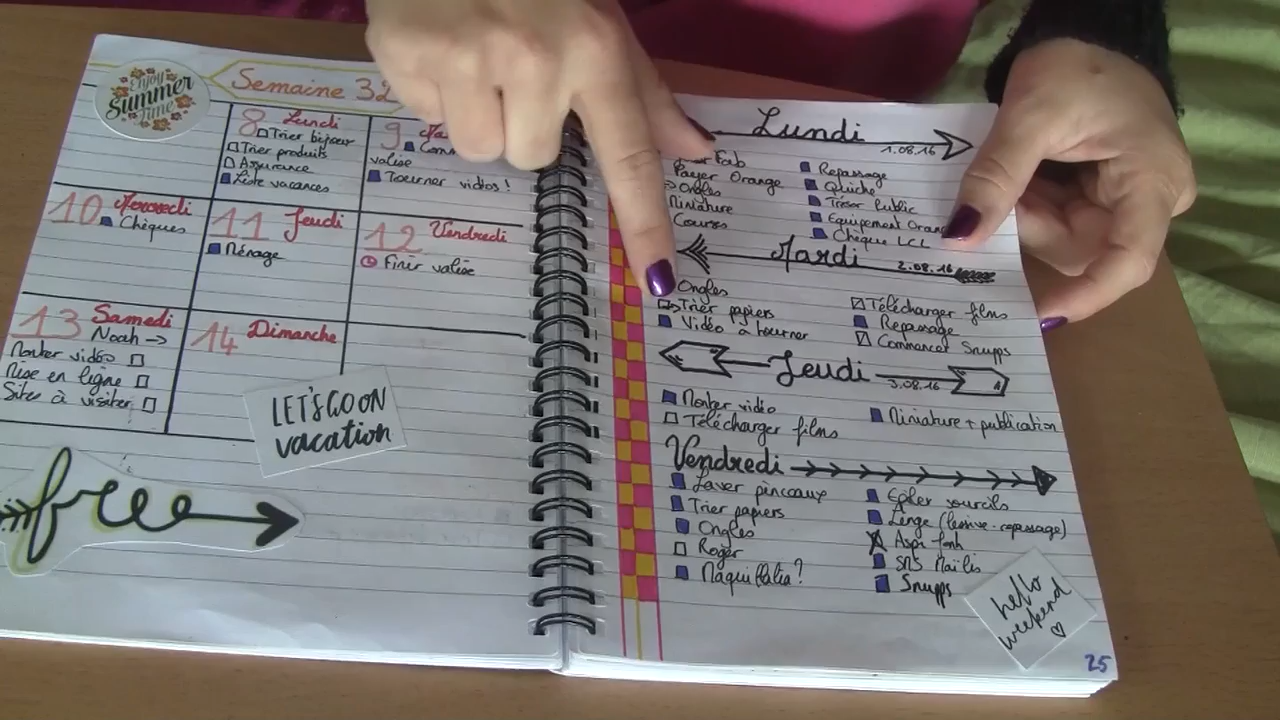 Enjoy
Summer
time
Semaine 32
8 Lundi
Trier bijoux
Trier produits
Assurance
Liste vacances
9
valise
Tourner vidéos !
10 Mercredi
Chèques
11 Jeudi
Ménage
12 Vendredi
Finir valise
13 Samedi
Noah →
Monter vidéo
Mise en ligne
Sites à visiter
14 Dimanche
LET'S GO ON
vacation
free
Lundi
1.08.16
Payer Orange
Ongles
Miniature
Courses
Repassage
Quiche
Trésor Public
Equipement Orange
Chèque LCL
Mardi
2.08.16
Ongles
Trier papiers
Vidéo à tourner
Télécharger films
Repassage
Commencer Snupps
Jeudi
3.08.16
Monter vidéo
Télécharger films
Miniature + publication
Vendredi
Laver pinceaux
Trier papiers
Ongles
Roger
Maquillalia ?
Epiler sourcils
Linge (lessive - repassage)
SNS Maïlis
Snupps
hello
weekend
25